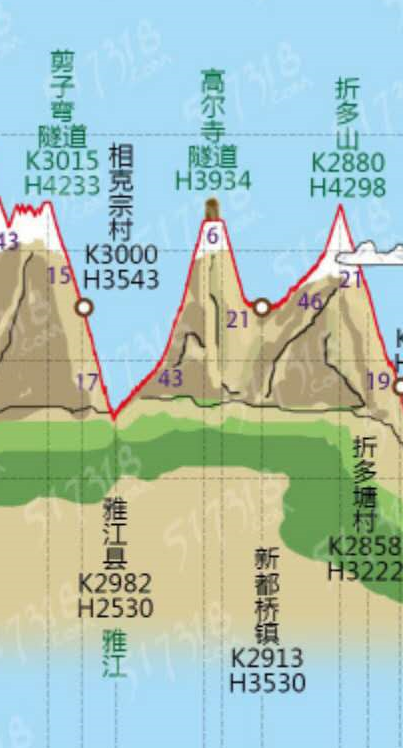 剪子弯
隧道
K3015
H4233
相克宗村
K3000
H3543
高尔寺
隧道
H3934
折多山
K2880
H4298
43
15
17
43
6
21
46
21
19
K
H
雅江县
K2982
H2530
雅江
新都桥镇
K2913
H3530
折多塘村
K2858
H3222
517318
.com